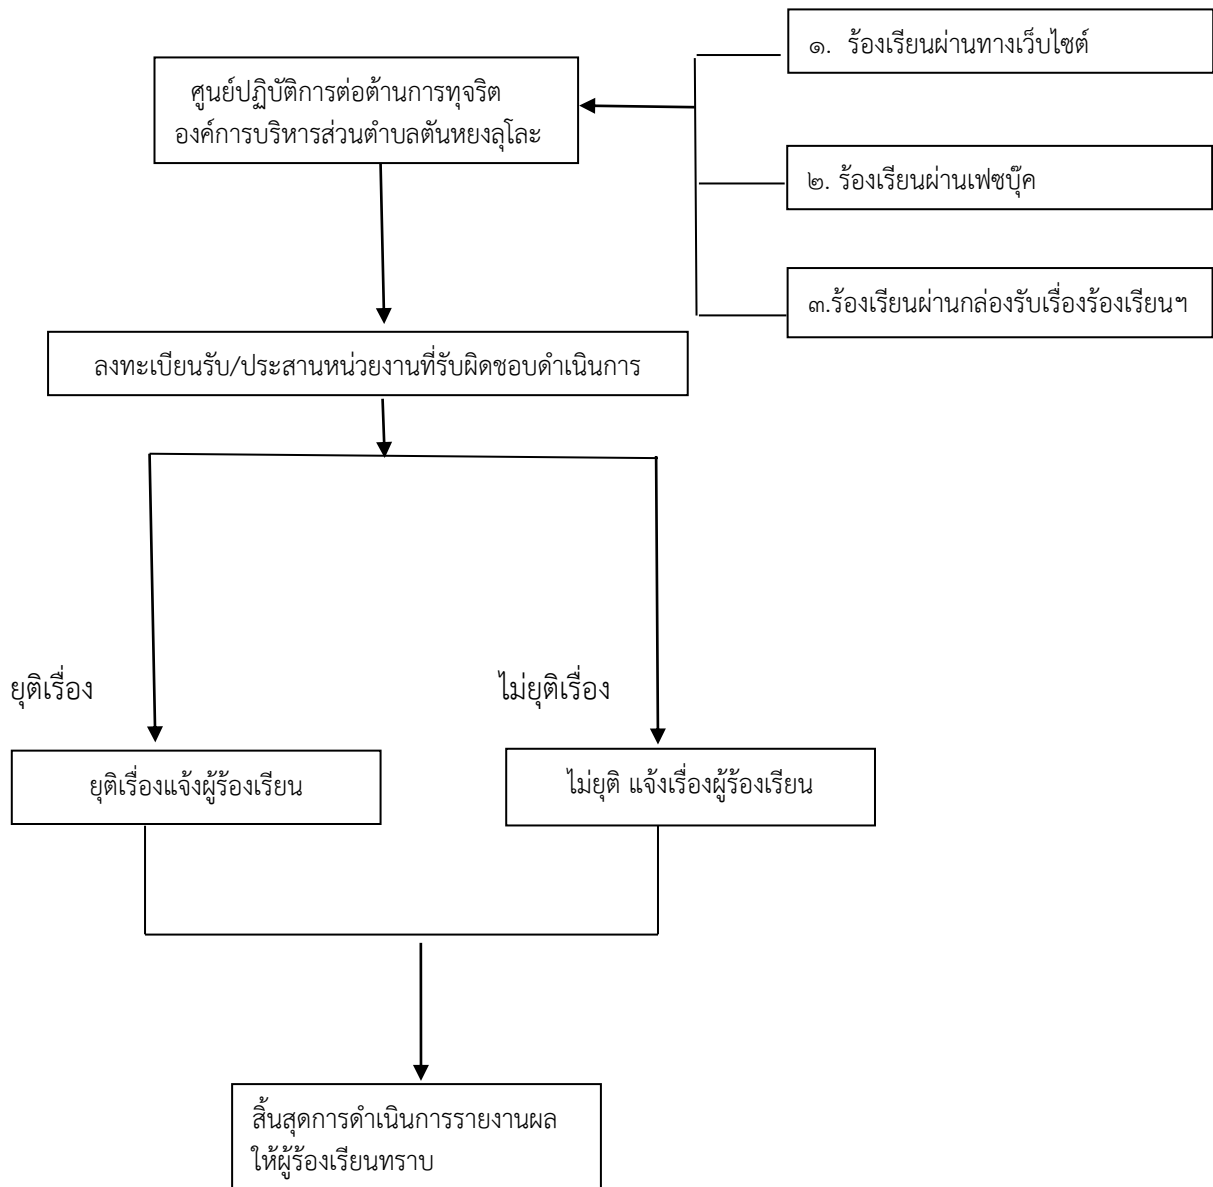 ๑.  ร้องเรียนผ่านทางเว็บไซต์
ศูนย์ปฏิบัติการต่อต้านการทุจริต
องค์การบริหารส่วนตำบลตันหยงลุโละ
๒. ร้องเรียนผ่านเฟซบุ๊ค
๓.ร้องเรียนผ่านกล่องรับเรื่องร้องเรียนฯ
ลงทะเบียนรับ/ประสานหน่วยงานที่รับผิดชอบดำเนินการ
ยุติเรื่อง
ไม่ยุติเรื่อง
ยุติเรื่องแจ้งผู้ร้องเรียน
ไม่ยุติ แจ้งเรื่องผู้ร้องเรียน
สิ้นสุดการดำเนินการรายงานผล
ให้ผู้ร้องเรียนทราบ